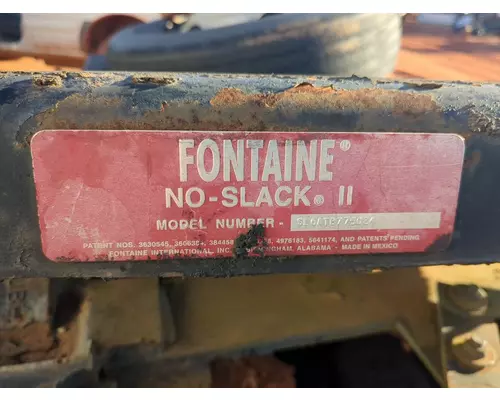 FONTAINE®
NO-SLACK® II
MODEL NUMBER -
PATENT NOS. 3630545, 4976183, 5641174, AND PATENTS PENDING
FONTAINE INTERNATIONAL, INC. ALABAMA - MADE IN MEXICO